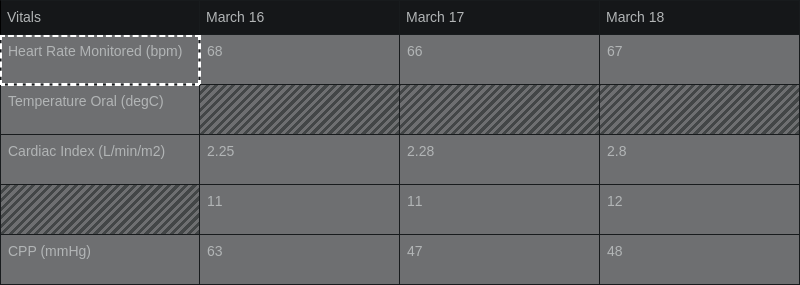 Vitals March 16 March 17 March 18
Heart Rate Monitored (bpm) 68 66 67
Temperature Oral (degC)
Cardiac Index (L/min/m2) 2.25 2.28 2.8
11 11 12
CPP (mmHg) 63 47 48